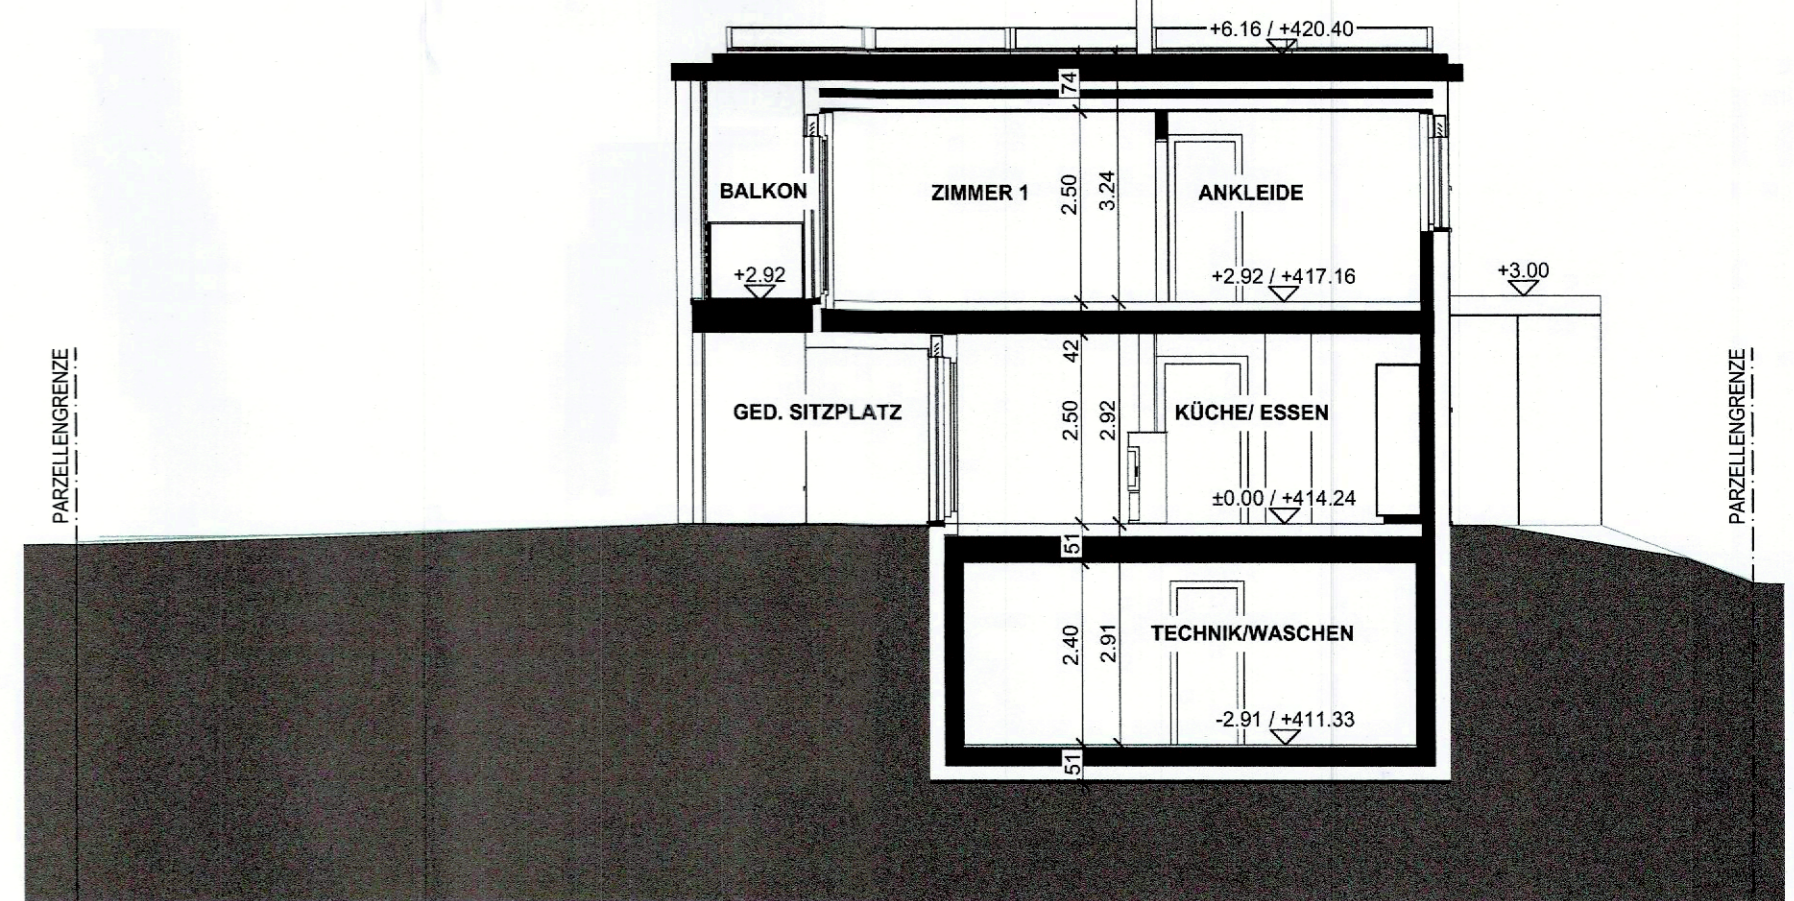 +6.16 / +420.40
74
BALKON
ZIMMER 1
2.50
3.24
ANKLEIDE
+2.92
+2.92 / +417.16
+3.00
PARZELLENGRENZE
42
GED. SITZPLATZ
2.50
2.92
KÜCHE/ ESSEN
±0.00 / +414.24
PARZELLENGRENZE
51
2.40
2.91
TECHNIK/WASCHEN
-2.91 / +411.33
51